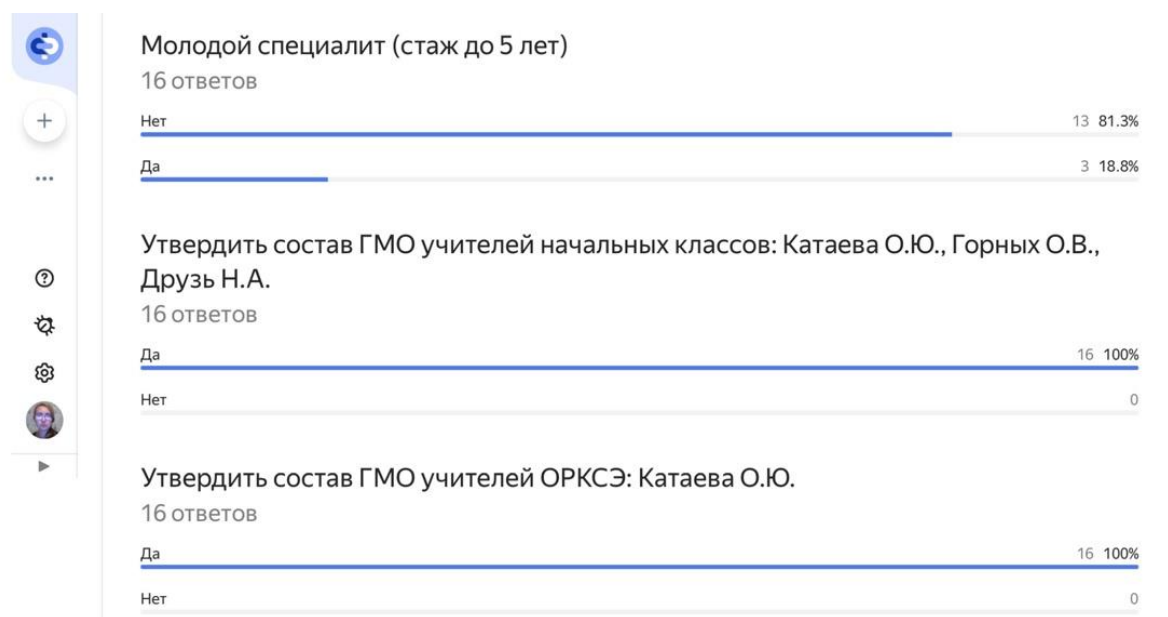 Молодой специалит (стаж до 5 лет)
16 ответов
Нет 13 81.3%
Да 3 18.8%
Утвердить состав ГМО учителей начальных классов: Катаева О.Ю., Горных О.В.,
Друзь Н.А.
16 ответов
Да 16 100%
Нет 0
Утвердить состав ГМО учителей ОРКСЭ: Катаева О.Ю.
16 ответов
Да 16 100%
Нет 0